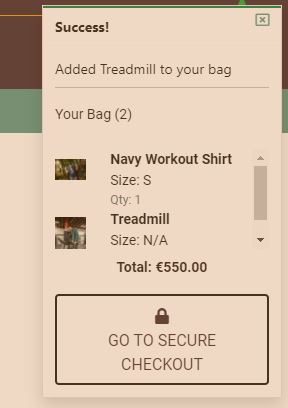 Success!
Added Treadmill to your bag
Your Bag (2)
Navy Workout Shirt
Size: S
Qty: 1
Treadmill
Size: N/A
Total: €550.00
GO TO SECURE
CHECKOUT